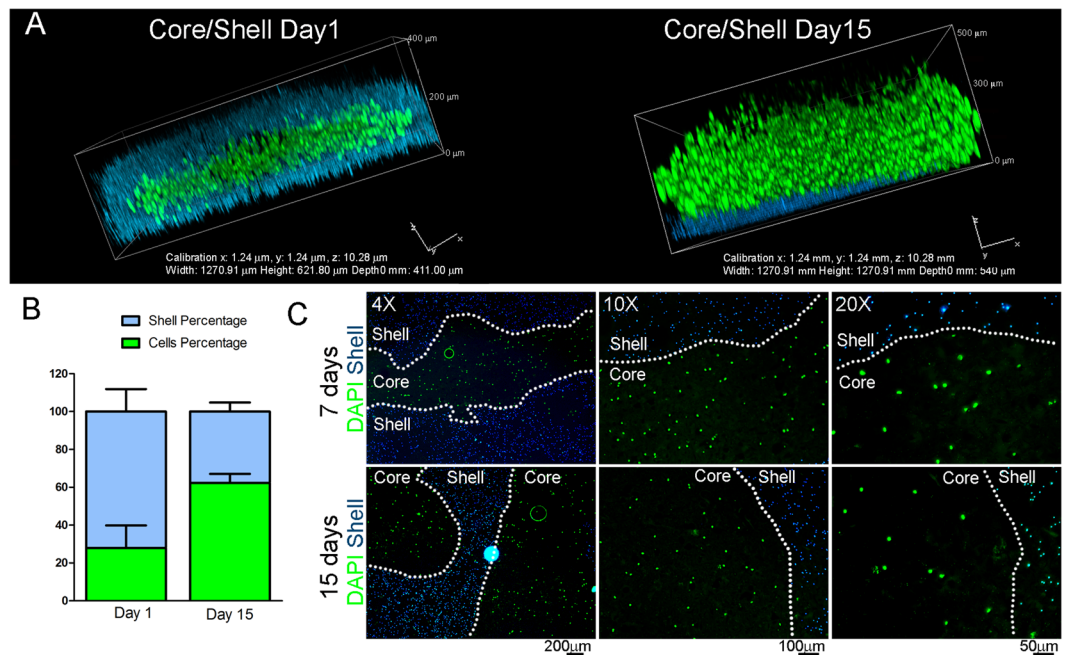 A
Core/Shell Day1
Core/Shell Day15
400 μm
200 μm
0 μm
z
y
x
500 μm
300 μm
0 μm
z
y
x
Calibration x: 1.24 μm, y: 1.24 μm, z: 10.28 μm
Width: 1270.91 μm Height: 621.80 μm Depth0 mm: 411.00 μm
Calibration x: 1.24 mm, y: 1.24 mm, z: 10.28 mm
Width: 1270.91 mm Height: 1270.91 mm Depth0 mm: 540 μm
B
Shell Percentage
Cells Percentage
120
100
80
60
40
20
0
Day 1
Day 15
C
7 days
DAPI Shell
4X
Shell
Core
Shell
10X
Shell
Core
20X
Shell
Core
15 days
DAPI Shell
Core Shell Core
Core Shell
Core Shell
200μm
100μm
50μm